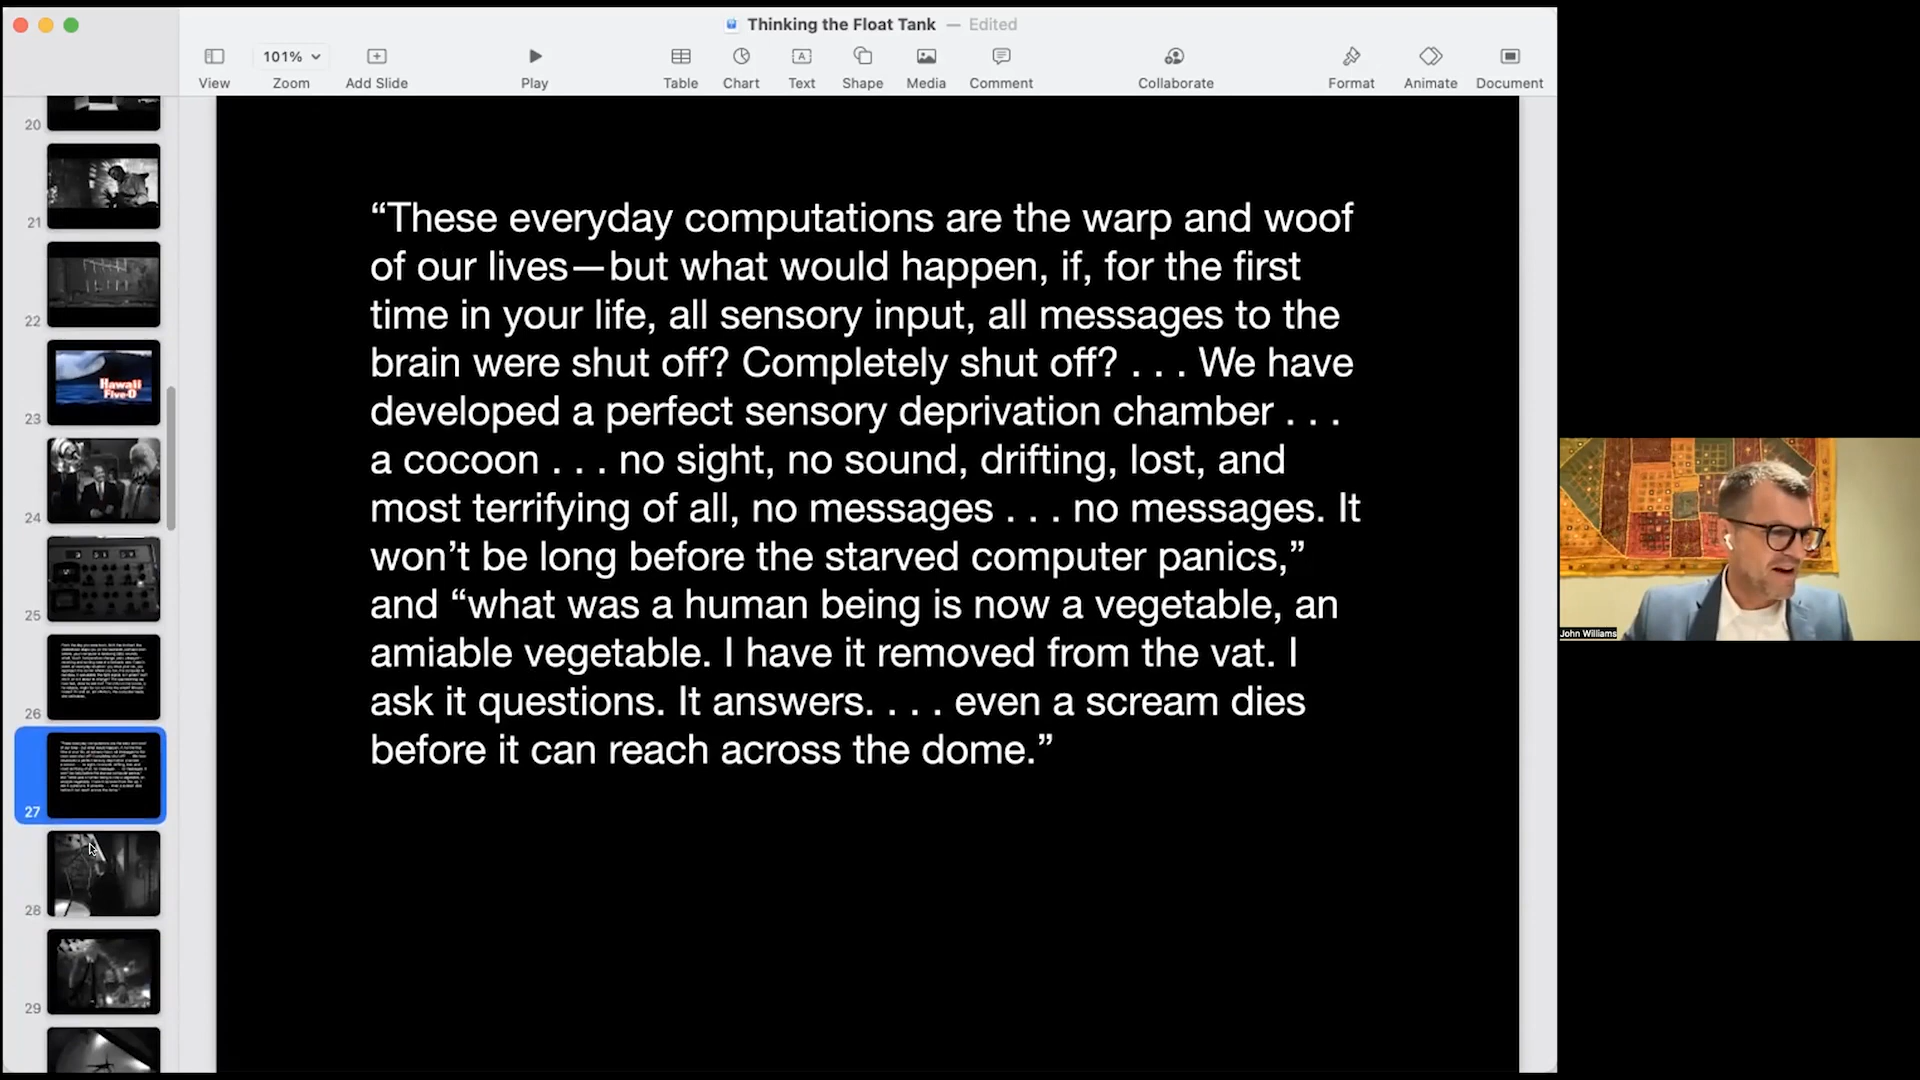 Thinking the Float Tank — Edited
101%
View
Zoom
Add Slide
Play
Table
Chart
Text
Shape
Media
Comment
Collaborate
Format
Animate
Document
20
21
22
23
Hawaii
Five-O
24
25
26
27
28
29
“These everyday computations are the warp and woof
of our lives—but what would happen, if, for the first
time in your life, all sensory input, all messages to the
brain were shut off? Completely shut off? . . . We have
developed a perfect sensory deprivation chamber . . .
a cocoon . . . no sight, no sound, drifting, lost, and
most terrifying of all, no messages . . . no messages. It
won’t be long before the starved computer panics,”
and “what was a human being is now a vegetable, an
amiable vegetable. I have it removed from the vat. I
ask it questions. It answers. . . . even a scream dies
before it can reach across the dome.”
John Williams